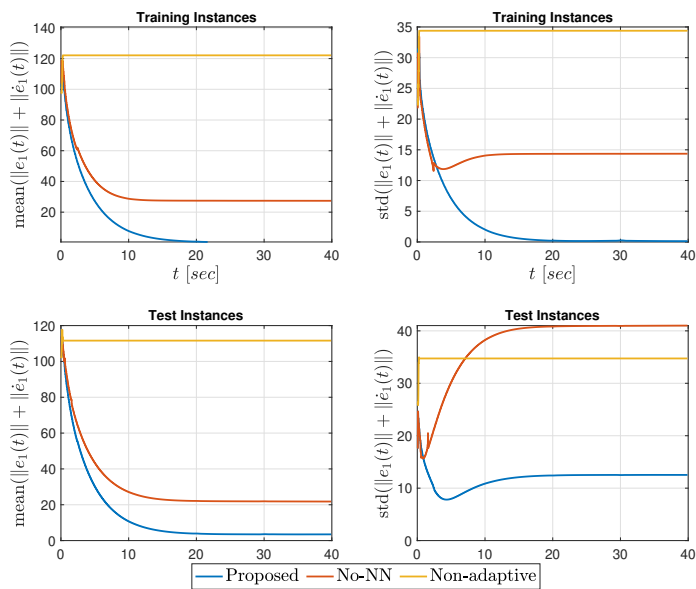 Training Instances
mean(‖e₁(t)‖ + ‖ė₁(t)‖)
140
120
100
80
60
40
20
0 10 20 30 40
t [sec]
Training Instances
std(‖e₁(t)‖ + ‖ė₁(t)‖)
35
30
25
20
15
10
5
0
0 10 20 30 40
t [sec]
Test Instances
mean(‖e₁(t)‖ + ‖ė₁(t)‖)
120
100
80
60
40
20
0
0 10 20 30 40
Test Instances
std(‖e₁(t)‖ + ‖ė₁(t)‖)
40
30
20
10
0
0 10 20 30 40
Proposed No-NN Non-adaptive